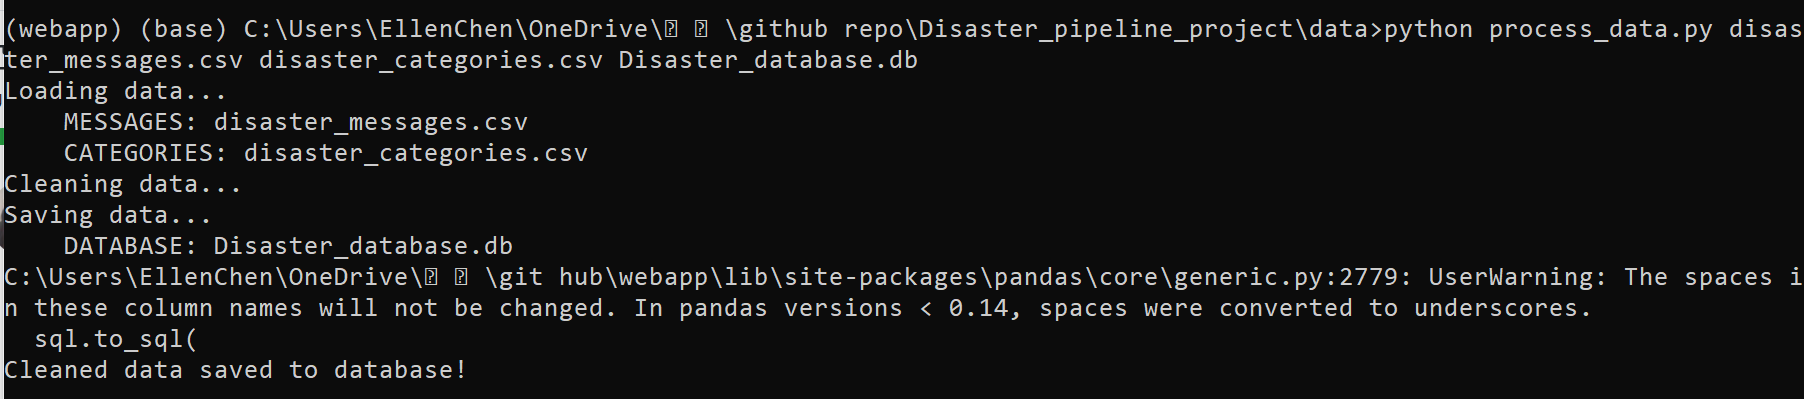 (webapp) (base) C:\Users\EllenChen\OneDrive\ \github repo\Disaster_pipeline_project\data>python process_data.py disas
ter_messages.csv disaster_categories.csv Disaster_database.db
Loading data...
    MESSAGES: disaster_messages.csv
    CATEGORIES: disaster_categories.csv
Cleaning data...
Saving data...
    DATABASE: Disaster_database.db
C:\Users\EllenChen\OneDrive\ \git hub\webapp\lib\site-packages\pandas\core\generic.py:2779: UserWarning: The spaces i
n these column names will not be changed. In pandas versions < 0.14, spaces were converted to underscores.
  sql.to_sql(
Cleaned data saved to database!